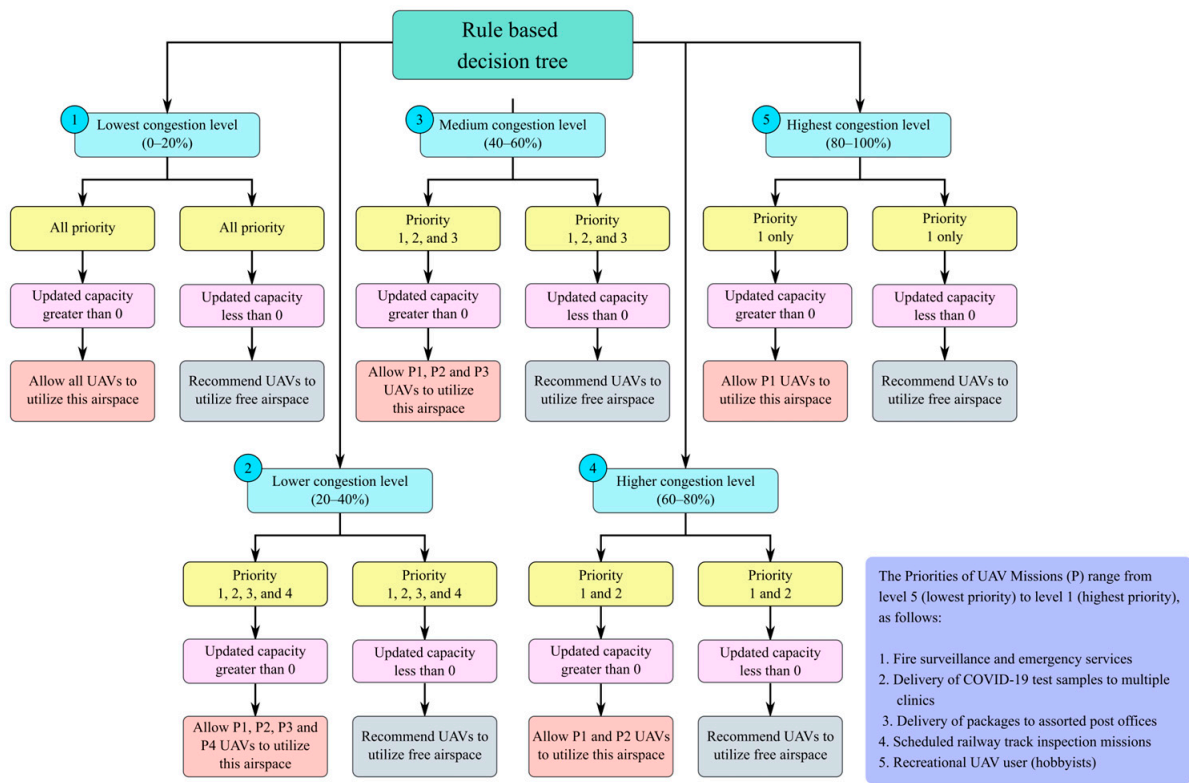 Rule based
decision tree
1
Lowest congestion level
(0–20%)
All priority
All priority
Updated capacity
greater than 0
Updated capacity
less than 0
Allow all UAVs to
utilize this airspace
Recommend UAVs to
utilize free airspace
3
Medium congestion level
(40–60%)
Priority
1, 2, and 3
Priority
1, 2, and 3
Updated capacity
greater than 0
Updated capacity
less than 0
Allow P1, P2 and P3
UAVs to utilize
this airspace
Recommend UAVs to
utilize free airspace
5
Highest congestion level
(80–100%)
Priority
1 only
Priority
1 only
Updated capacity
greater than 0
Updated capacity
less than 0
Allow P1 UAVs to
utilize this airspace
Recommend UAVs to
utilize free airspace
2
Lower congestion level
(20–40%)
Priority
1, 2, 3, and 4
Priority
1, 2, 3, and 4
Updated capacity
greater than 0
Updated capacity
less than 0
Allow P1, P2, P3 and
P4 UAVs to utilize
this airspace
Recommend UAVs to
utilize free airspace
4
Higher congestion level
(60–80%)
Priority
1 and 2
Priority
1 and 2
Updated capacity
greater than 0
Updated capacity
less than 0
Allow P1 and P2 UAVs
to utilize this airspace
Recommend UAVs to
utilize free airspace
The Priorities of UAV Missions (P) range from
level 5 (lowest priority) to level 1 (highest priority),
as follows:
1. Fire surveillance and emergency services
2. Delivery of COVID-19 test samples to multiple
clinics
3. Delivery of packages to assorted post offices
4. Scheduled railway track inspection missions
5. Recreational UAV user (hobbyists)